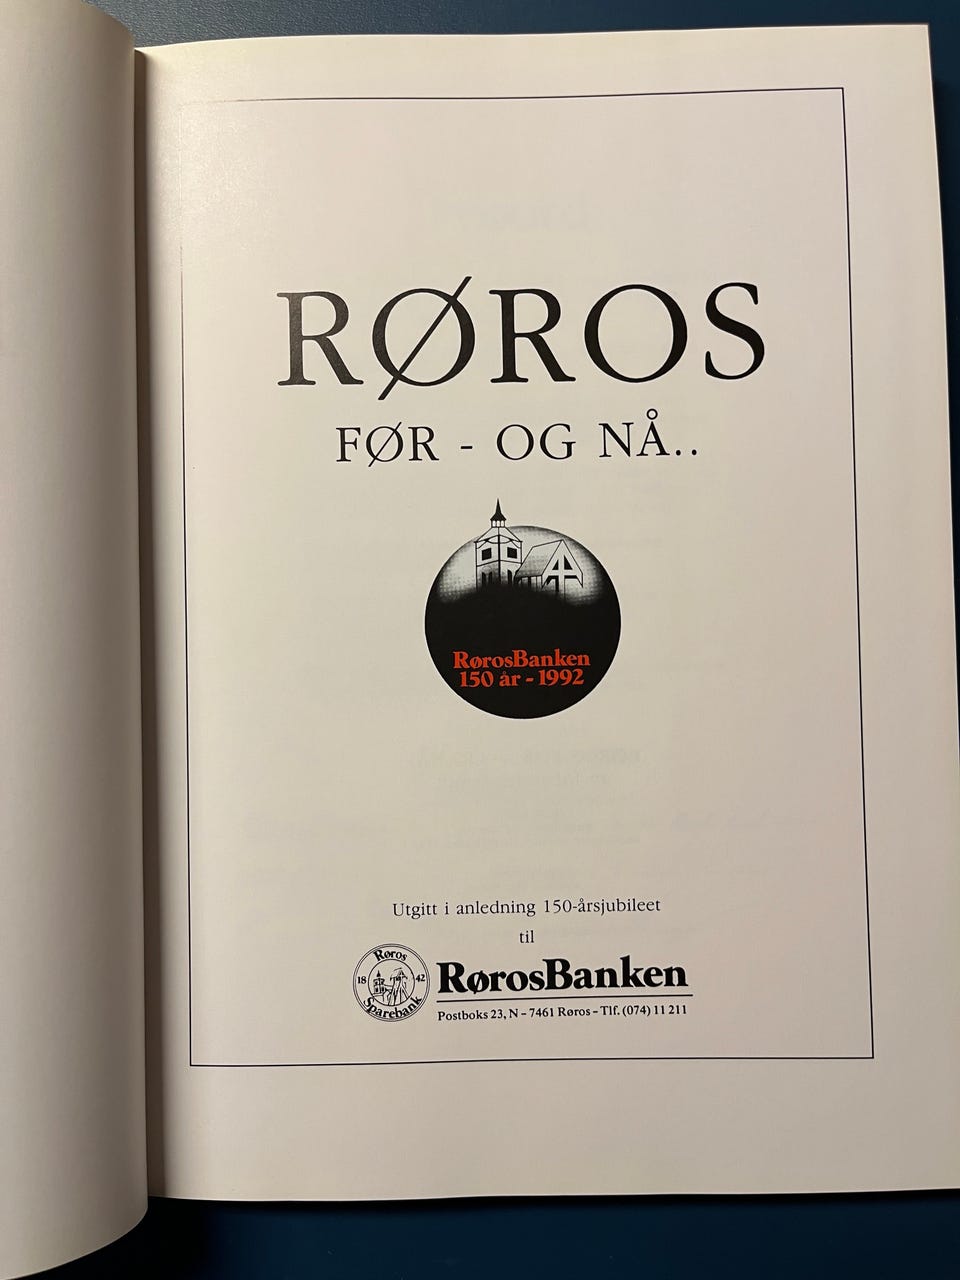 RØROS
FØR - OG NÅ..
RørosBanken
150 år - 1992
Utgitt i anledning 150-årsjubileet
til
Røros
18 42
Sparebank
RørosBanken
Postboks 23, N - 7461 Røros - Tlf. (074) 11 211